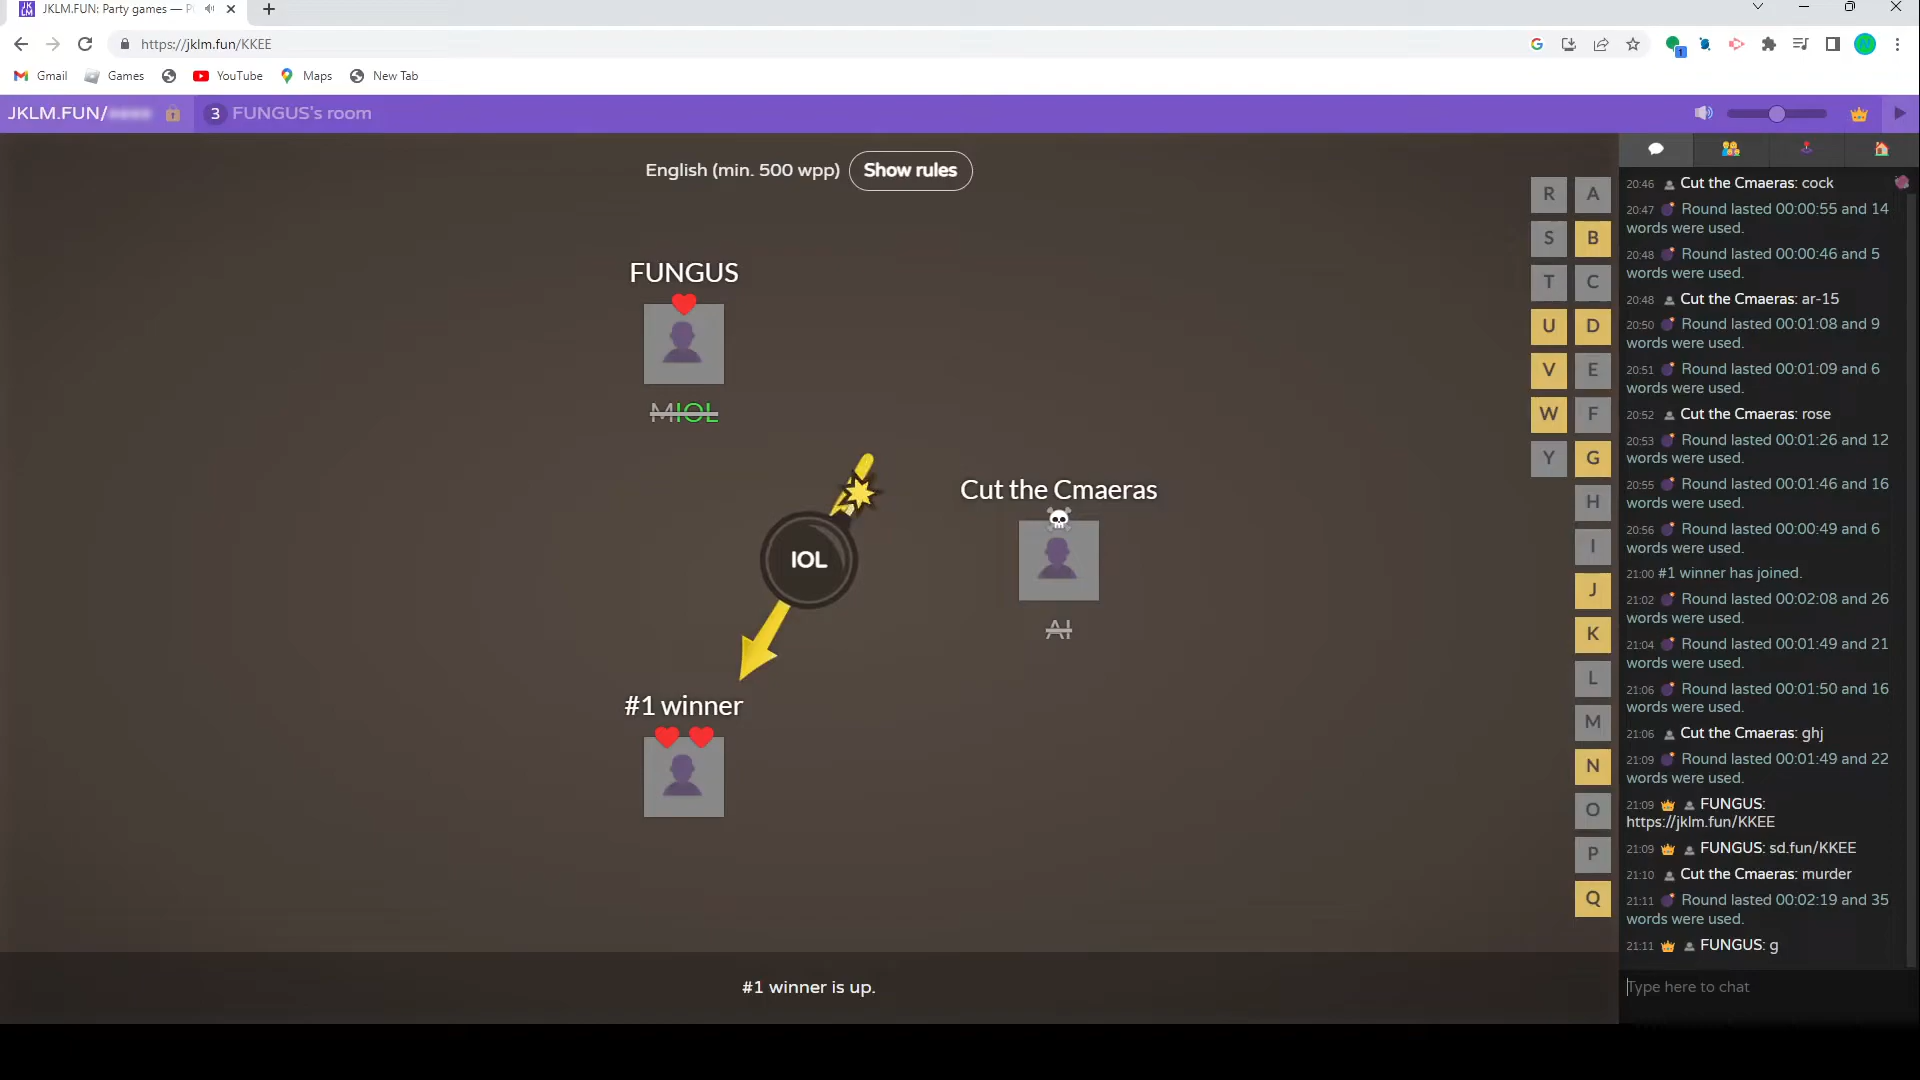 JKLM.FUN: Party games — P
https://jklm.fun/KKEE
1
Gmail
Games
YouTube
Maps
New Tab
JKLM.FUN/
3 FUNGUS's room
English (min. 500 wpp) Show rules
FUNGUS
MIOL
IOL
Cut the Cmaeras
AI
#1 winner
#1 winner is up.
R A
S B
T C
U D
V E
W F
Y G
H
I
J
K
L
M
N
O
P
Q
20:46 Cut the Cmaeras: cock
20:47 Round lasted 00:00:55 and 14
words were used.
20:48 Round lasted 00:00:46 and 5
words were used.
20:48 Cut the Cmaeras: ar-15
20:50 Round lasted 00:01:08 and 9
words were used.
20:51 Round lasted 00:01:09 and 6
words were used.
20:52 Cut the Cmaeras: rose
20:53 Round lasted 00:01:26 and 12
words were used.
20:55 Round lasted 00:01:46 and 16
words were used.
20:56 Round lasted 00:00:49 and 6
words were used.
21:00 #1 winner has joined.
21:02 Round lasted 00:02:08 and 26
words were used.
21:04 Round lasted 00:01:49 and 21
words were used.
21:06 Round lasted 00:01:50 and 16
words were used.
21:06 Cut the Cmaeras: ghj
21:09 Round lasted 00:01:49 and 22
words were used.
21:09 FUNGUS:
https://jklm.fun/KKEE
21:09 FUNGUS: sd.fun/KKEE
21:10 Cut the Cmaeras: murder
21:11 Round lasted 00:02:19 and 35
words were used.
21:11 FUNGUS: g
Type here to chat